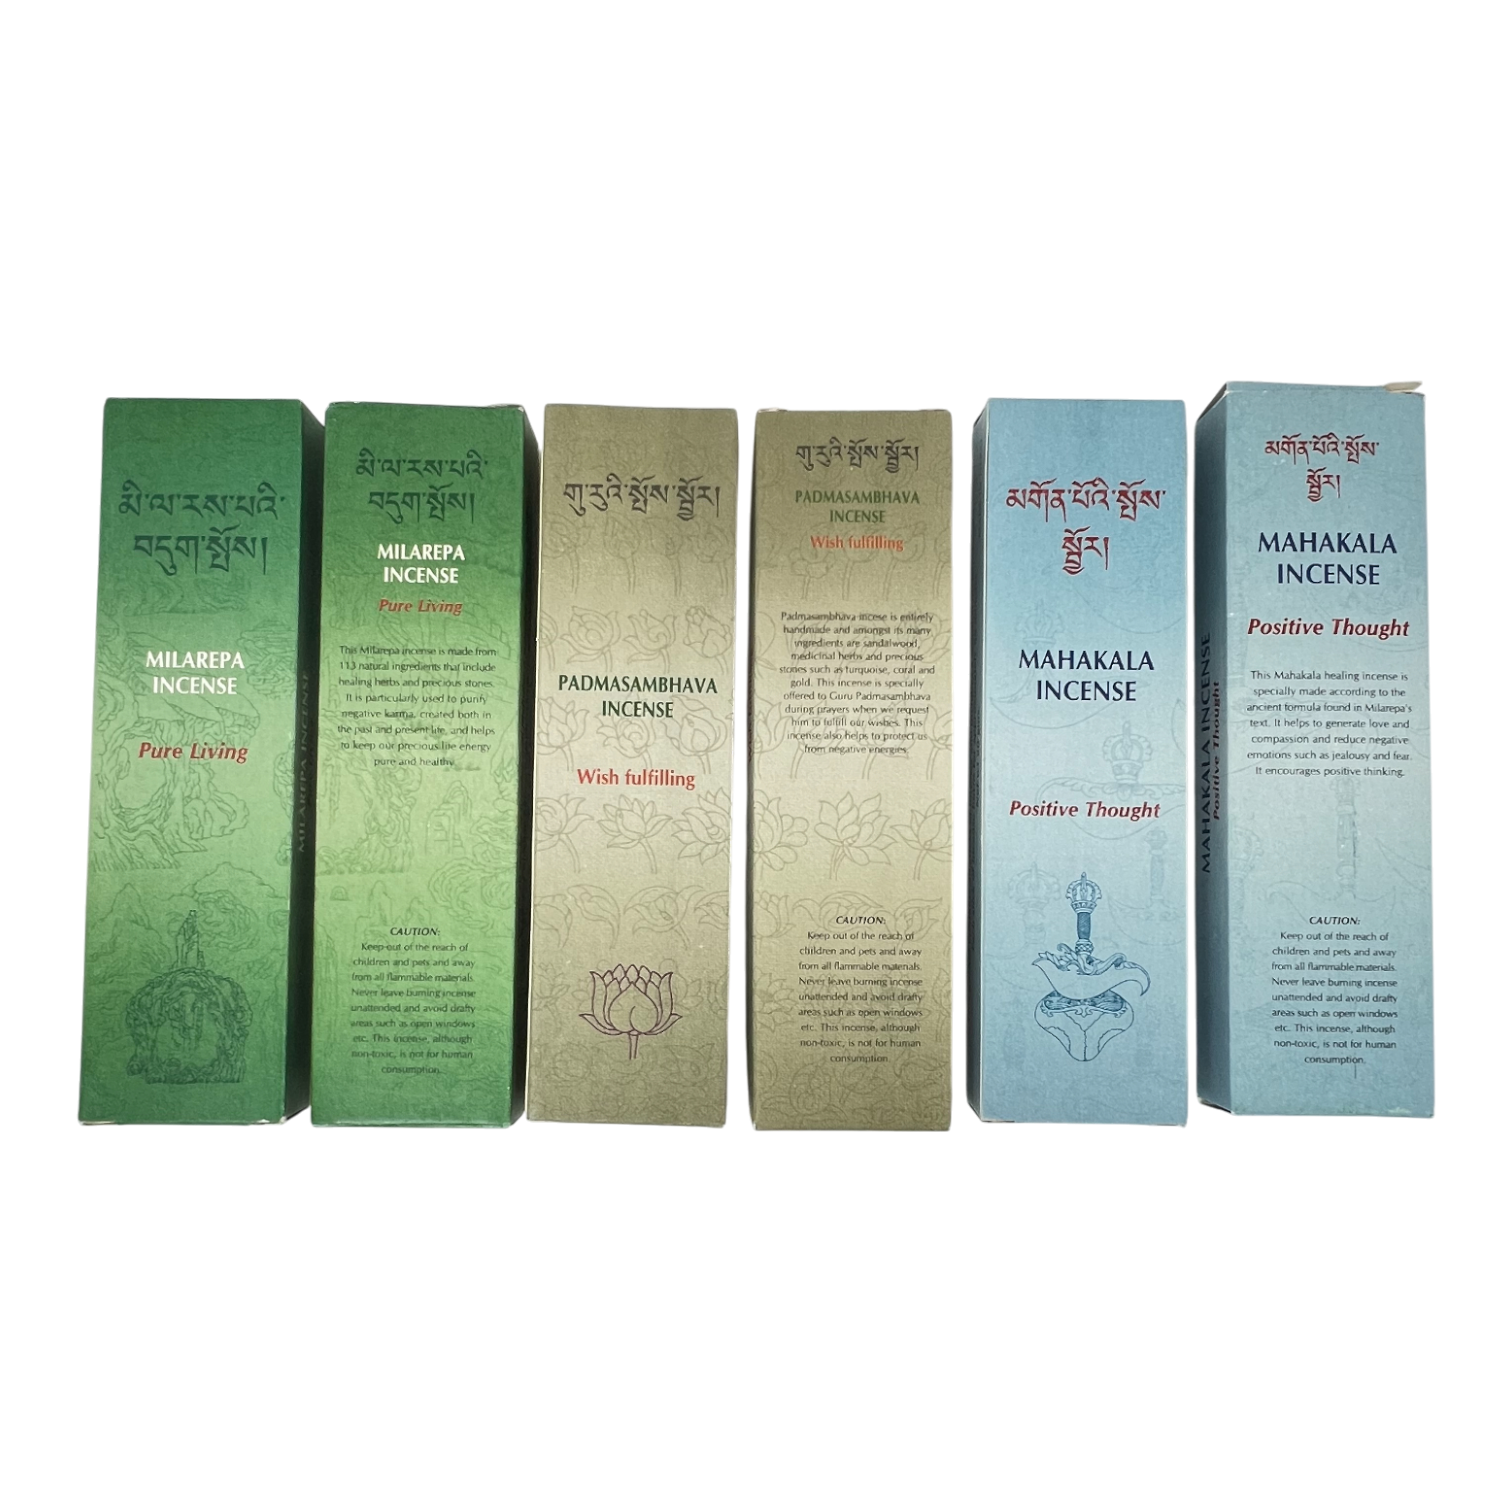 མི་ལ་རས་པའི་
བདུག་སྤོས།
MILAREPA
INCENSE
Pure Living
MILAREPA INCENSE
མི་ལ་རས་པའི་
བདུག་སྤོས།
MILAREPA
INCENSE
Pure Living
This Milarepa incense is made from
113 natural ingredients that include
healing herbs and precious stones.
It is particularly used to purify
negative karma, created both in
the past and present life, and helps
to keep our precious life energy
pure and healthy.
CAUTION:
Keep out of the reach of
children and pets and away
from all flammable materials.
Never leave burning incense
unattended and avoid drafty
areas such as open windows
etc. This incense, although
non-toxic, is not for human
consumption.
གུ་རུའི་སྤོས་སྦྱོར།
PADMASAMBHAVA
INCENSE
Wish fulfilling
གུ་རུའི་སྤོས་སྦྱོར།
PADMASAMBHAVA
INCENSE
Wish fulfilling
Padmasambhava incese is entirely
handmade and amongst its many
ingredients are sandalwood,
medicinal herbs and precious
stones such as turquoise, coral and
gold. This incense is specially
offered to Guru Padmasambhava
during prayers when we request
him to fulfill our wishes. This
incense also helps to protect us
from negative energies.
CAUTION:
Keep out of the reach of
children and pets and away
from all flammable materials.
Never leave burning incense
unattended and avoid drafty
areas such as open windows
etc. This incense, although
non-toxic, is not for human
consumption.
མགོན་པོའི་སྤོས་
སྦྱོར།
MAHAKALA
INCENSE
Positive Thought
MAHAKALA INCENSE
Positive Thought
མགོན་པོའི་སྤོས་
སྦྱོར།
MAHAKALA
INCENSE
Positive Thought
This Mahakala healing incense is
specially made according to the
ancient formula found in Milarepa's
text. It helps to generate love and
compassion and reduce negative
emotions such as jealousy and fear.
It encourages positive thinking.
CAUTION:
Keep out of the reach of
children and pets and away
from all flammable materials.
Never leave burning incense
unattended and avoid drafty
areas such as open windows
etc. This incense, although
non-toxic, is not for human
consumption.